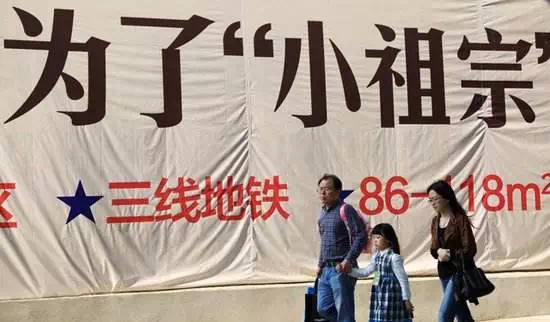 为了“小祖宗”
区 ★ 三线地铁 ★ 86-118m²